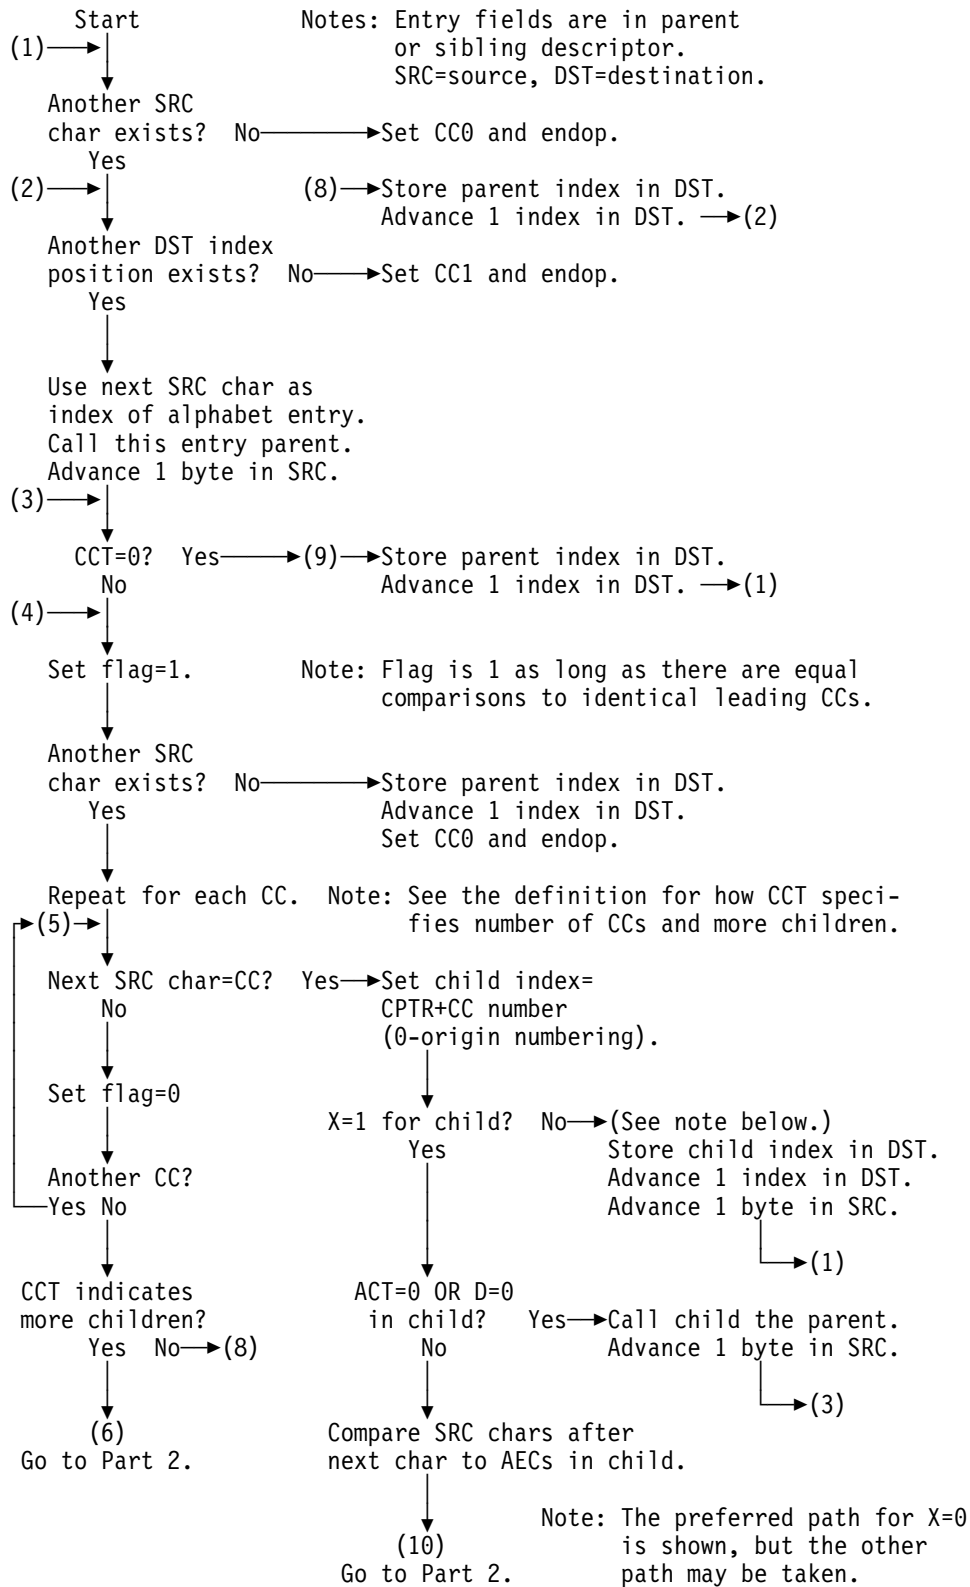 Start
Notes: Entry fields are in parent
(1)
or sibling descriptor.
SRC=source, DST=destination.
Another SRC
char exists? No
Set CC0 and endop.
Yes
(2)
(8)
Store parent index in DST.
Advance 1 index in DST.
(2)
Another DST index
position exists? No
Set CC1 and endop.
Yes
Use next SRC char as
index of alphabet entry.
Call this entry parent.
Advance 1 byte in SRC.
(3)
CCT=0? Yes
(9)
Store parent index in DST.
No
Advance 1 index in DST.
(1)
(4)
Set flag=1.
Note: Flag is 1 as long as there are equal
comparisons to identical leading CCs.
Another SRC
char exists? No
Store parent index in DST.
Yes
Advance 1 index in DST.
Set CC0 and endop.
Repeat for each CC.
Note: See the definition for how CCT speci-
(5)
fies number of CCs and more children.
Next SRC char=CC? Yes
Set child index=
No
CPTR+CC number
(0-origin numbering).
Set flag=0
X=1 for child? No
(See note below.)
Yes
Store child index in DST.
Another CC?
Advance 1 index in DST.
Yes No
Advance 1 byte in SRC.
(1)
CCT indicates
ACT=0 OR D=0
more children?
in child? Yes
Call child the parent.
Yes No
(8)
No
Advance 1 byte in SRC.
(3)
(6)
Compare SRC chars after
Go to Part 2.
next char to AECs in child.
Note: The preferred path for X=0
(10)
is shown, but the other
Go to Part 2.
path may be taken.